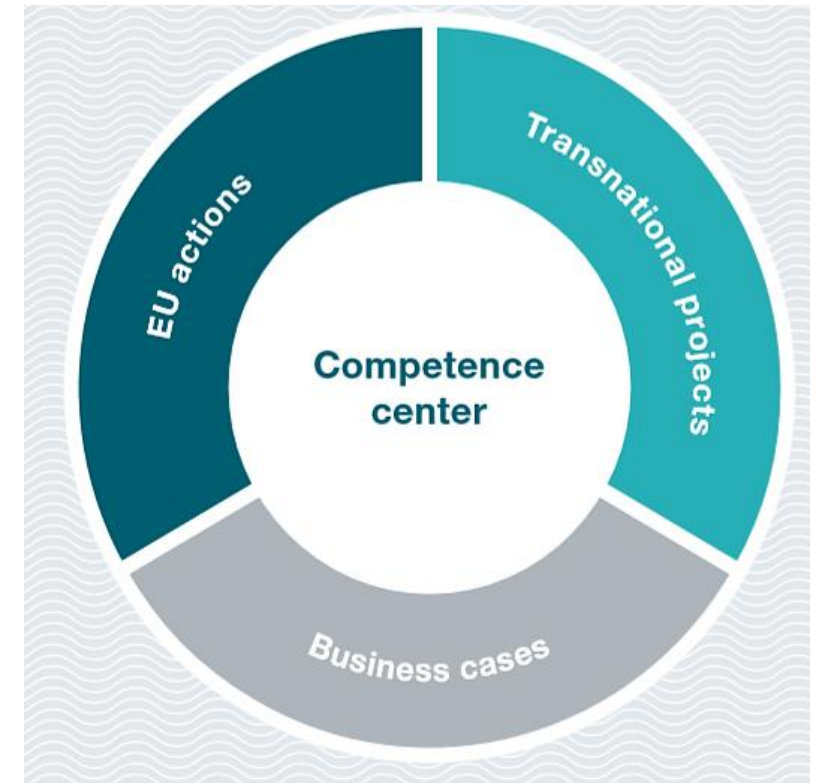 EU actions
Transnational projects
Competence
center
Business cases